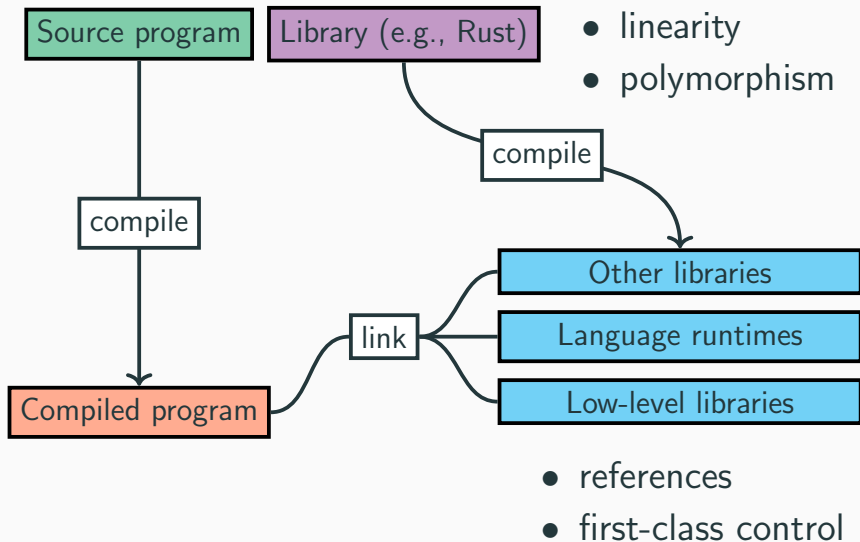 Source program
Library (e.g., Rust)
• linearity
• polymorphism
compile
compile
Other libraries
link
Language runtimes
Compiled program
Low-level libraries
• references
• first-class control